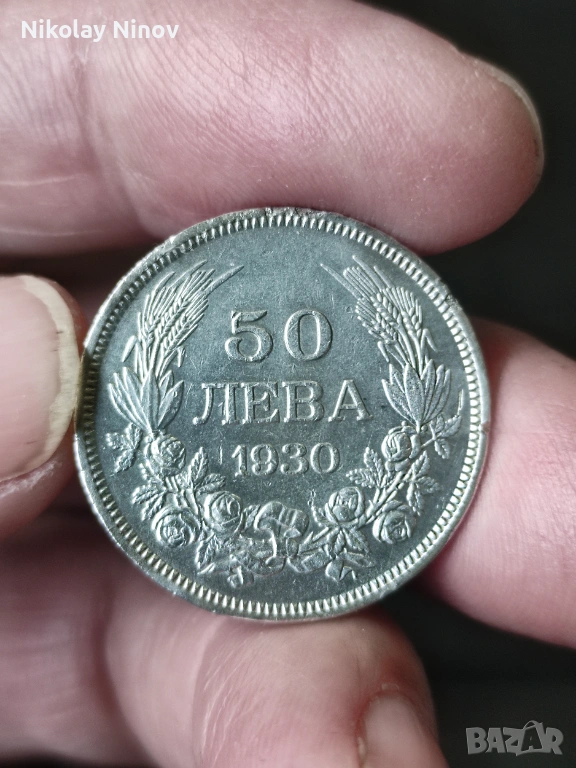 Nikolay Ninov
50
ЛЕВА
1930
BAZAR